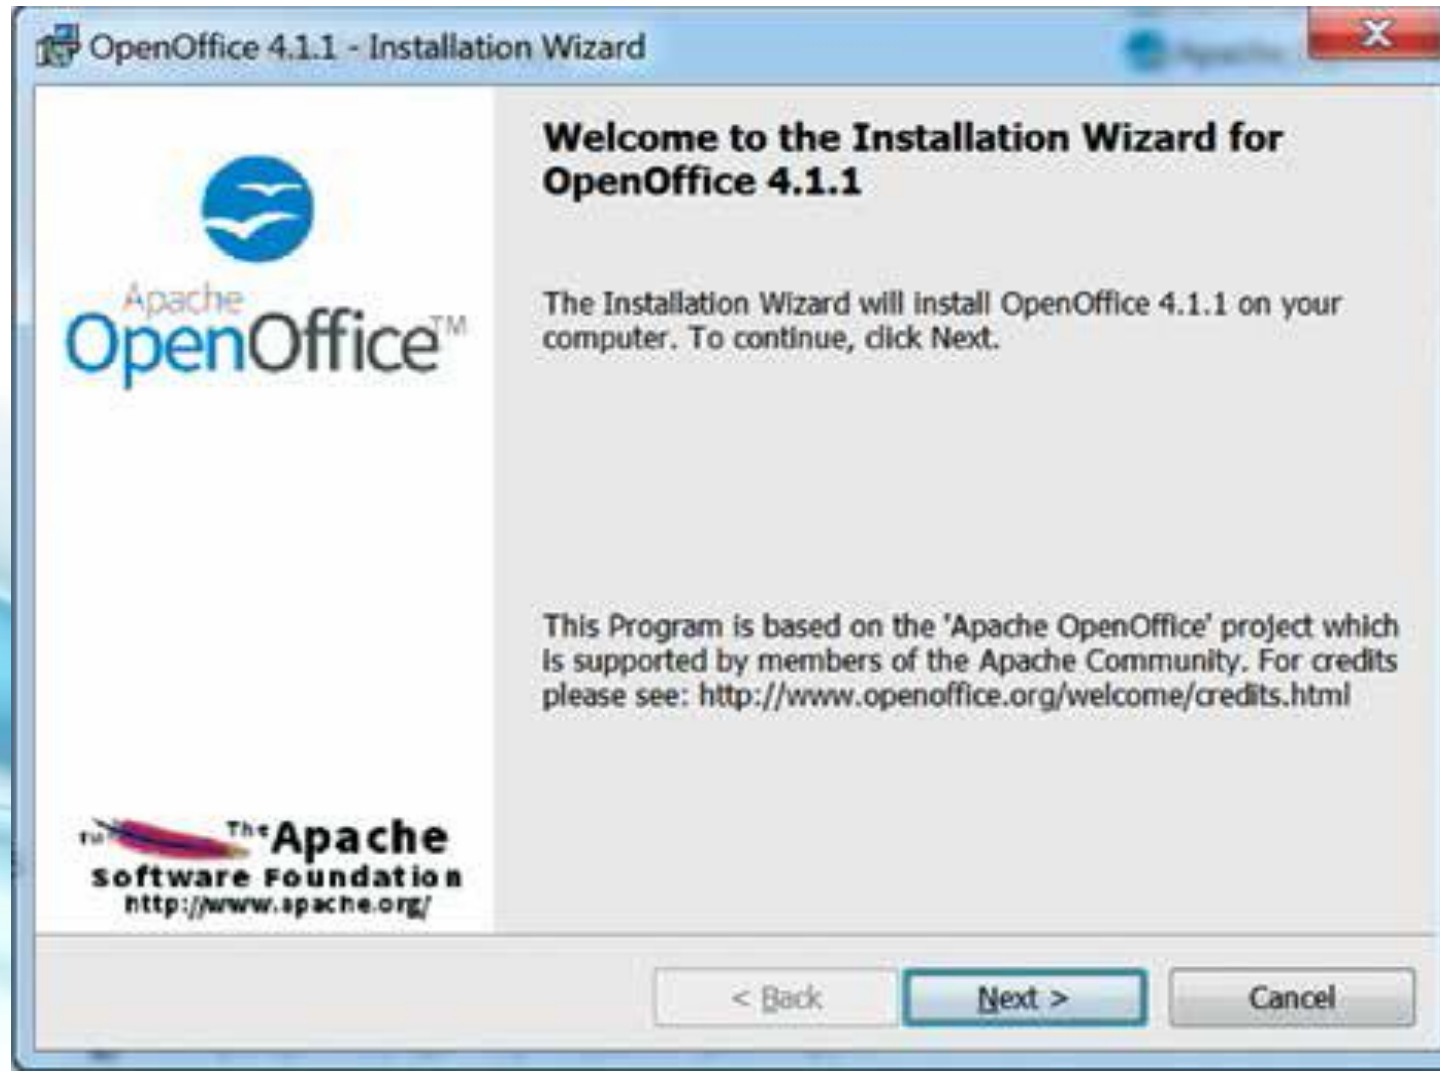 OpenOffice 4.1.1 - Installation Wizard
Apache
X
Welcome to the Installation Wizard for
OpenOffice 4.1.1
Apache
OpenOffice™
The Installation Wizard will install OpenOffice 4.1.1 on your
computer. To continue, click Next.
This Program is based on the 'Apache OpenOffice' project which
is supported by members of the Apache Community. For credits
please see: http://www.openoffice.org/welcome/credits.html
TM The Apache
Software Foundation
http://www.apache.org/
< Back
Next >
Cancel